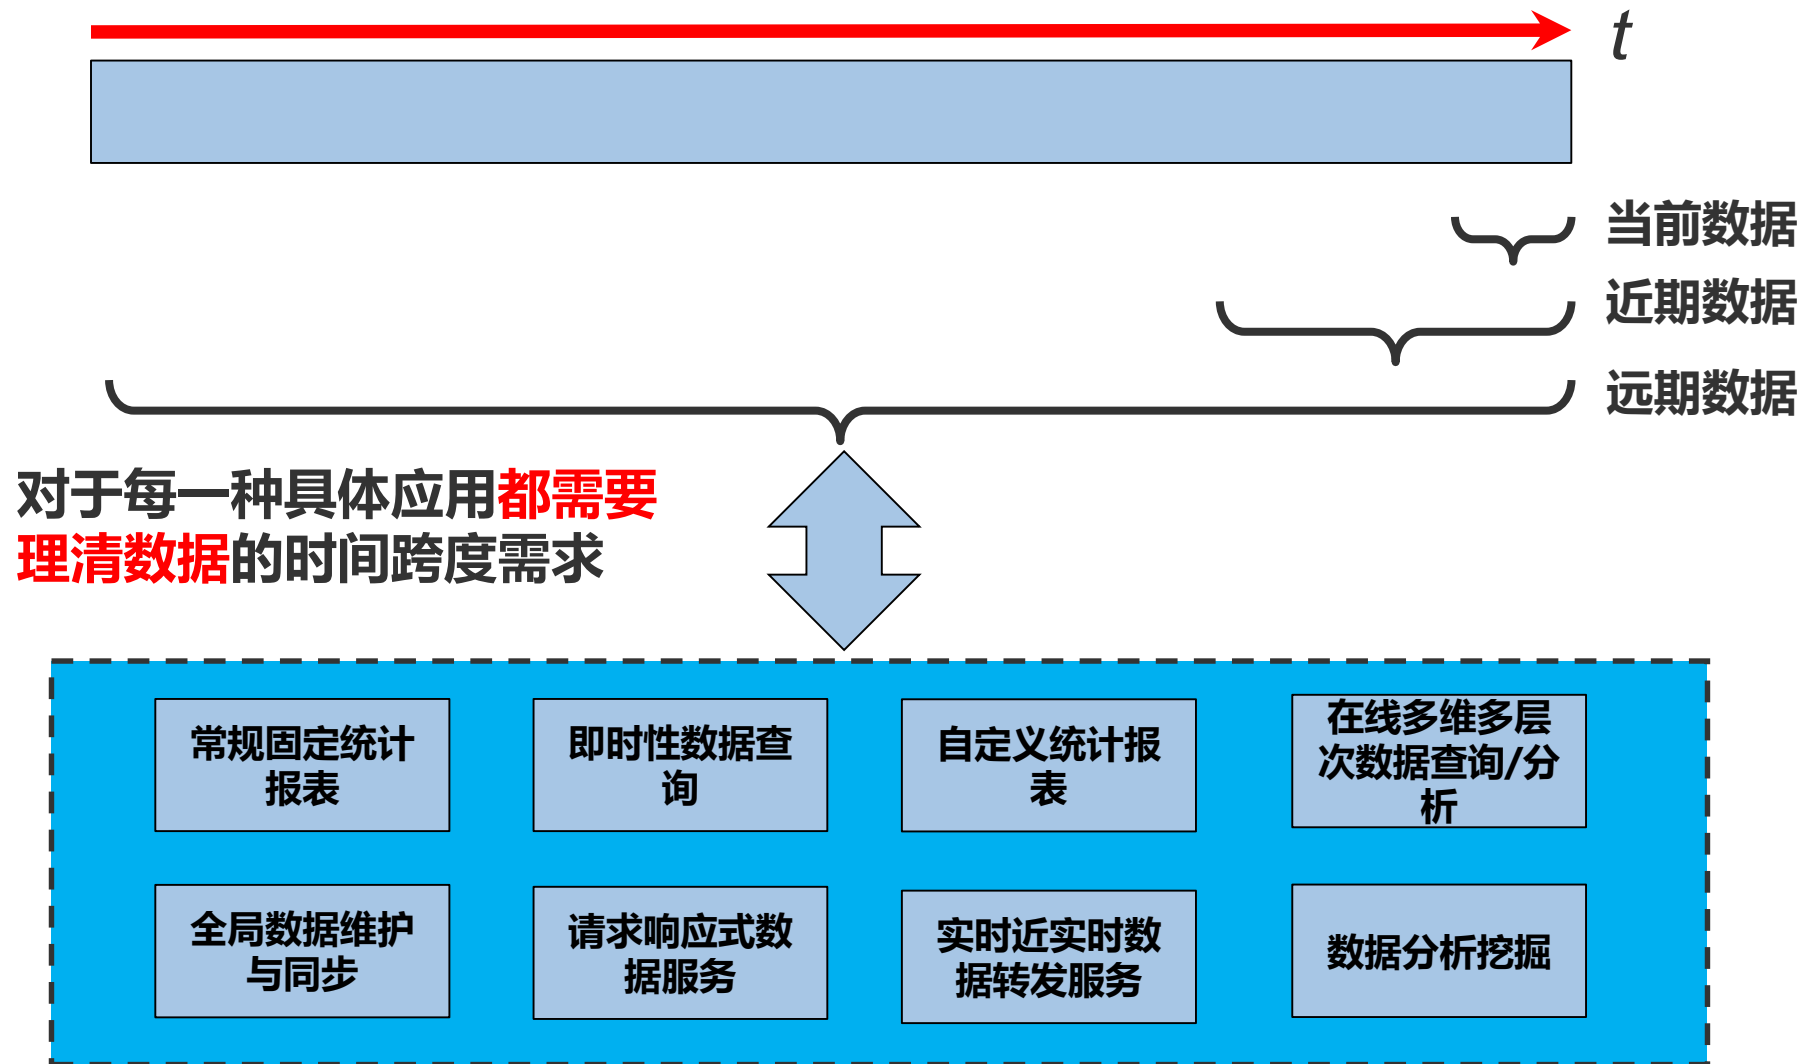 t
当前数据
近期数据
远期数据
对于每一种具体应用都需要
理清数据的时间跨度需求
常规固定统计
报表
即时性数据查
询
自定义统计报
表
在线多维多层
次数据查询/分
析
全局数据维护
与同步
请求响应式数
据服务
实时近实时数
据转发服务
数据分析挖掘